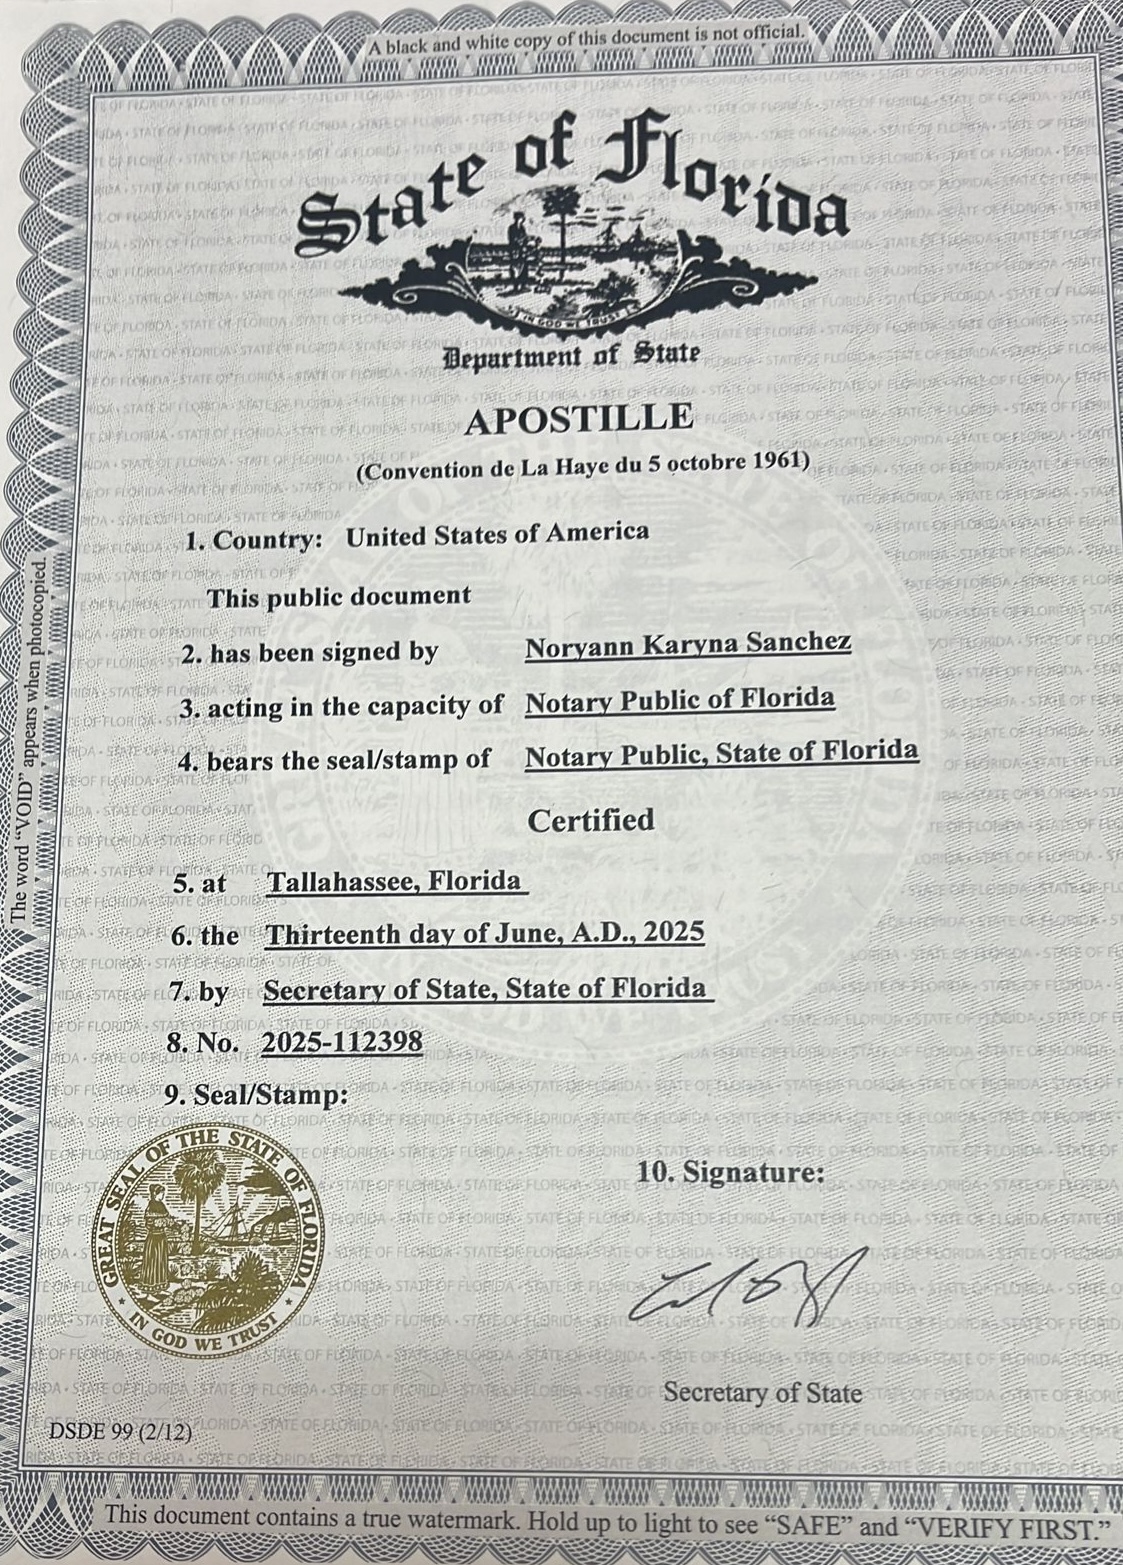 A black and white copy of this document is not official.
State of Florida
IN GOD WE TRUST
Department of State
APOSTILLE
(Convention de La Haye du 5 octobre 1961)
1. Country: United States of America
This public document
2. has been signed by Noryann Karyna Sanchez
3. acting in the capacity of Notary Public of Florida
4. bears the seal/stamp of Notary Public, State of Florida
Certified
5. at Tallahassee, Florida
6. the Thirteenth day of June, A.D., 2025
7. by Secretary of State, State of Florida
8. No. 2025-112398
9. Seal/Stamp:
GREAT SEAL OF THE STATE OF FLORIDA
IN GOD WE TRUST
10. Signature:
Secretary of State
DSDE 99 (2/12)
The word "VOID" appears when photocopied.
This document contains a true watermark. Hold up to light to see "SAFE" and "VERIFY FIRST."